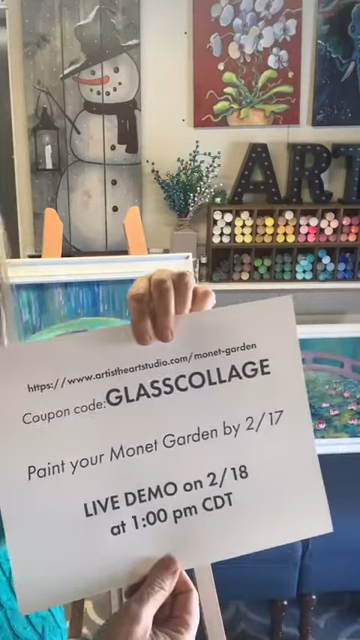 ART
https://www.artistheartstudio.com/monet-garden
Coupon code:GLASSCOLLAGE
Paint your Monet Garden by 2/17
LIVE DEMO on 2/18
at 1:00 pm CDT